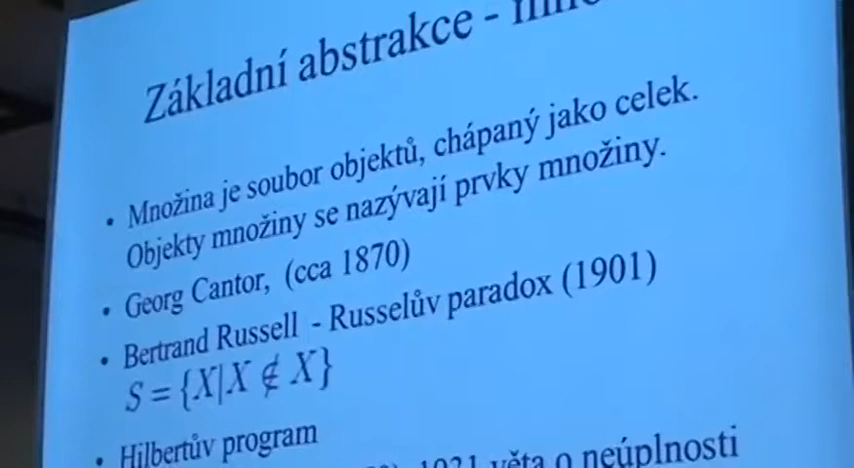 Základní abstrakce -
• Množina je soubor objektů, chápaný jako celek.
Objekty množiny se nazývají prvky množiny.
• Georg Cantor, (cca 1870)
• Bertrand Russell - Russelův paradox (1901)
S = {X|X ∉ X}
• Hilbertův program
1931 věta o neúplnosti